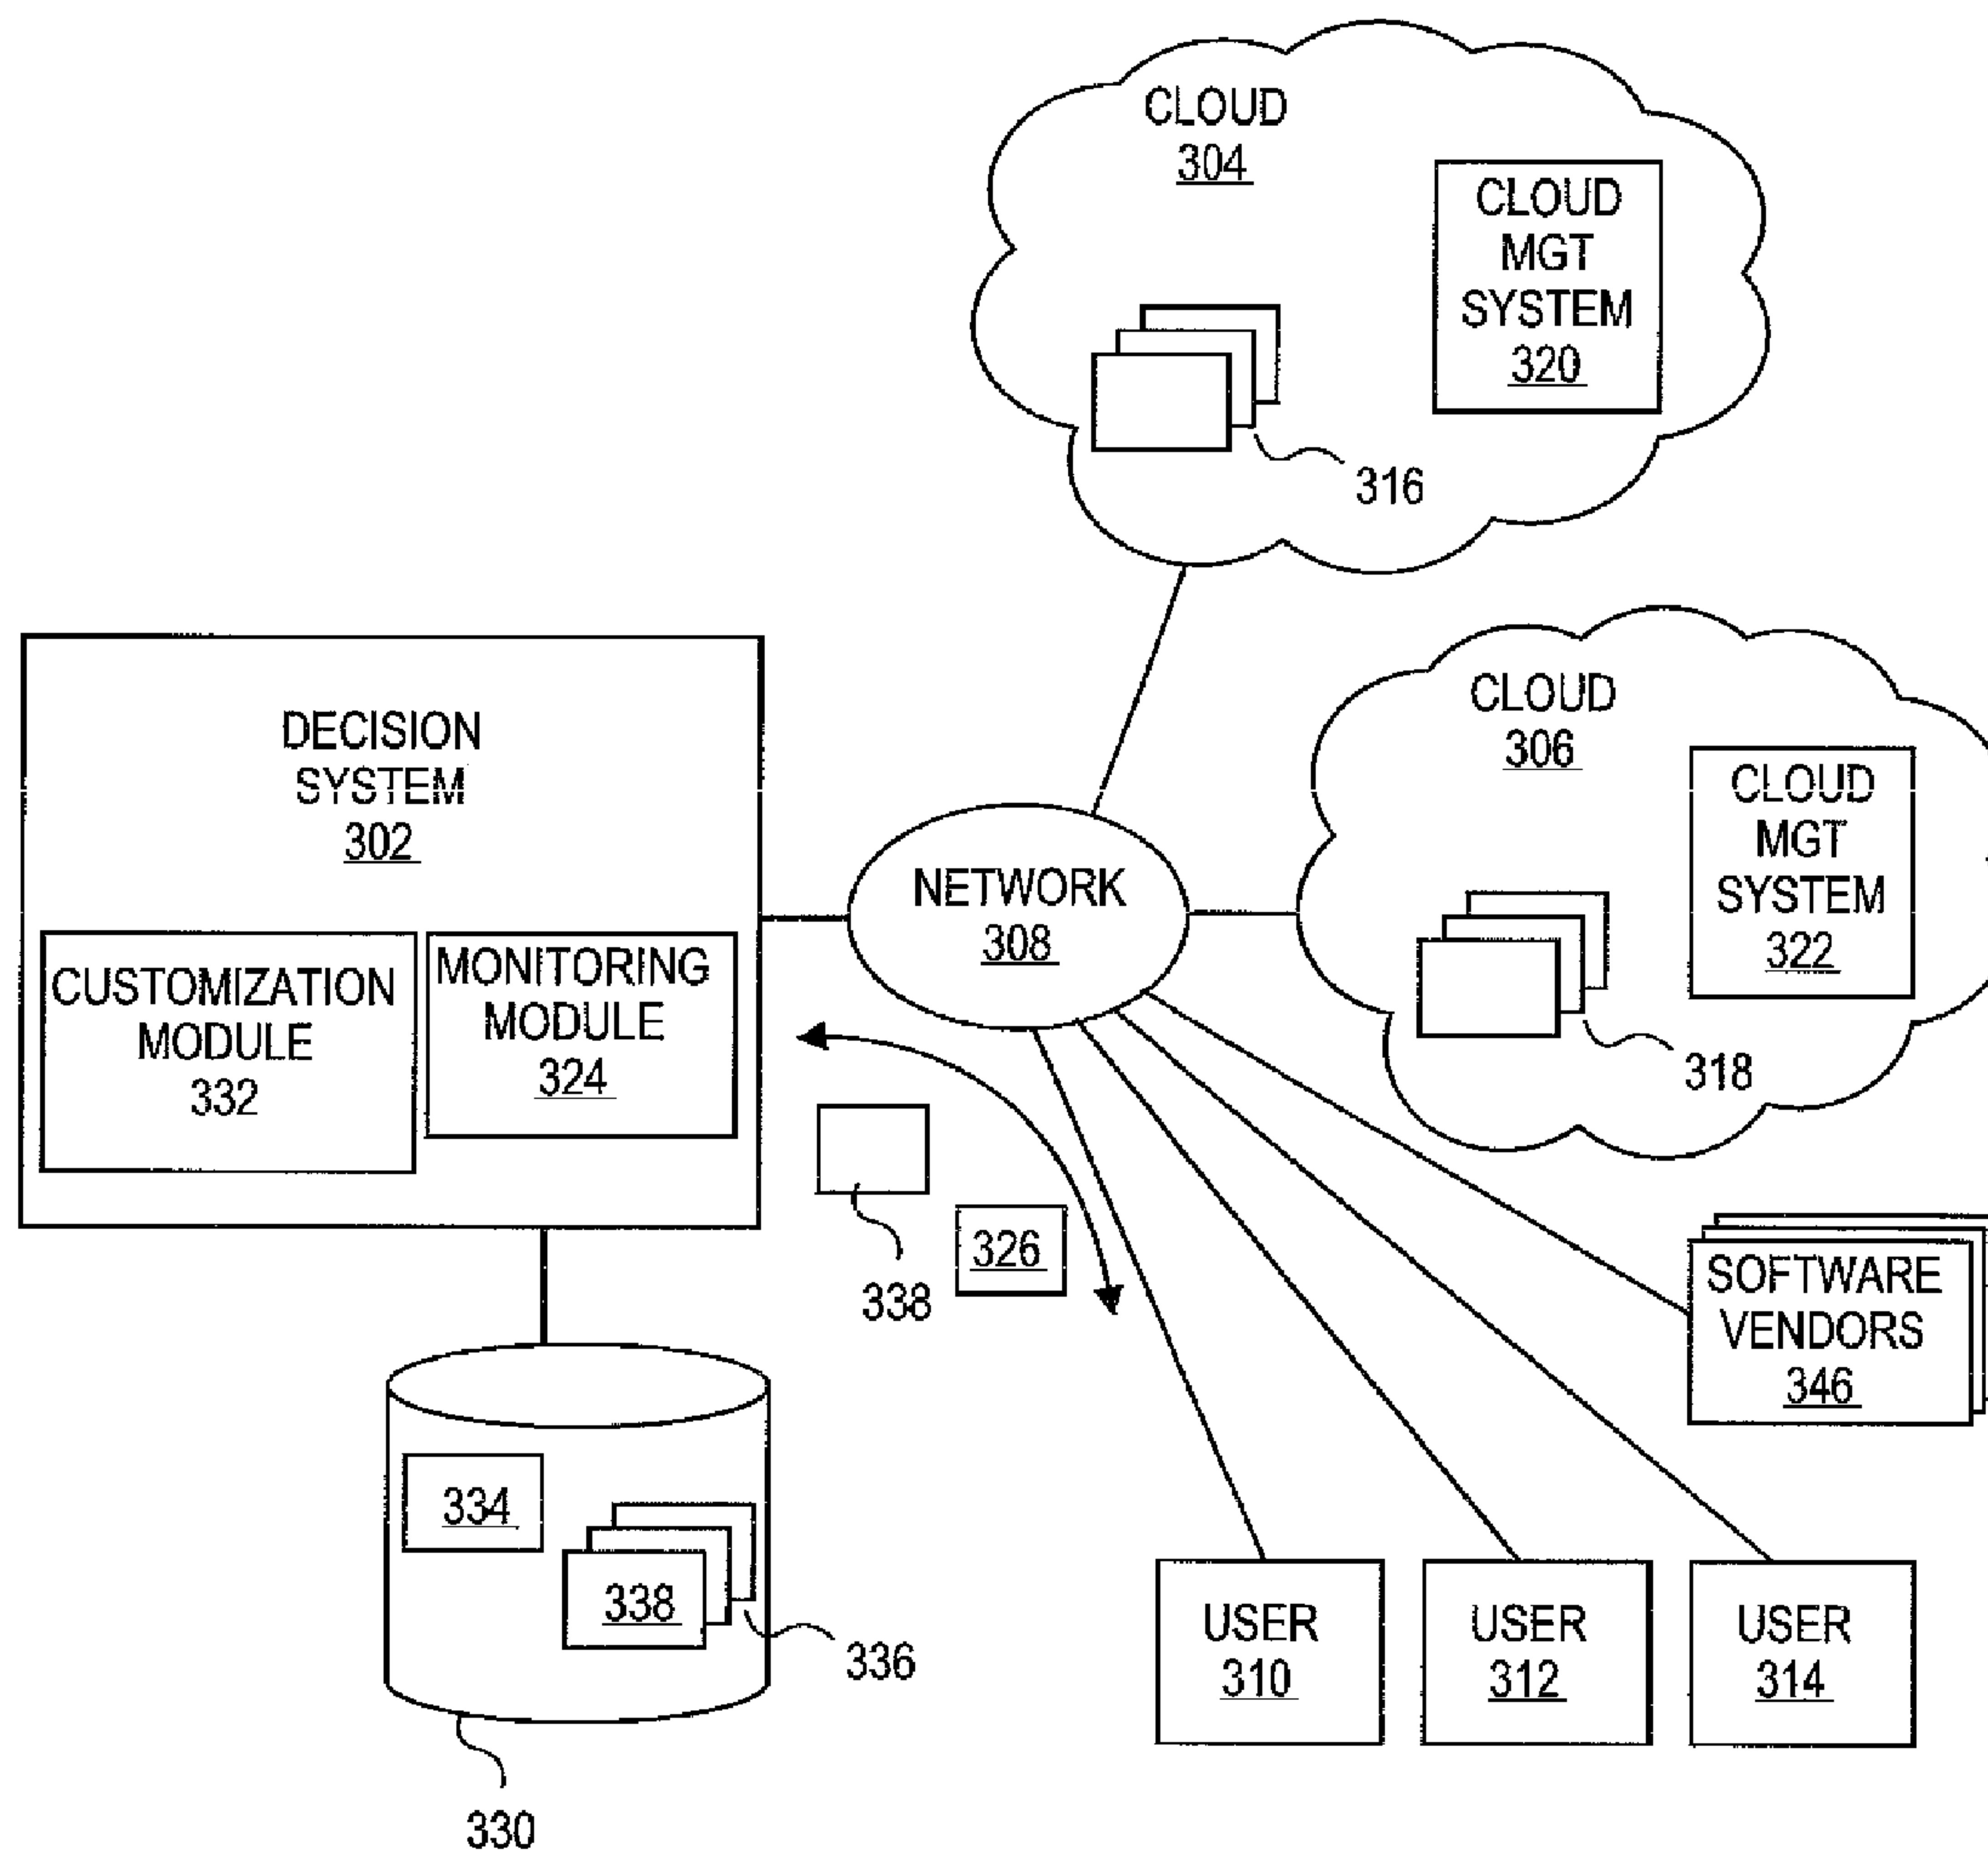 CLOUD
304
CLOUD
MGT
SYSTEM
320
316
DECISION
SYSTEM
302
CUSTOMIZATION
MODULE
332
MONITORING
MODULE
324
NETWORK
308
CLOUD
306
CLOUD
MGT
SYSTEM
322
318
338
326
SOFTWARE
VENDORS
346
334
338
336
330
USER
310
USER
312
USER
314